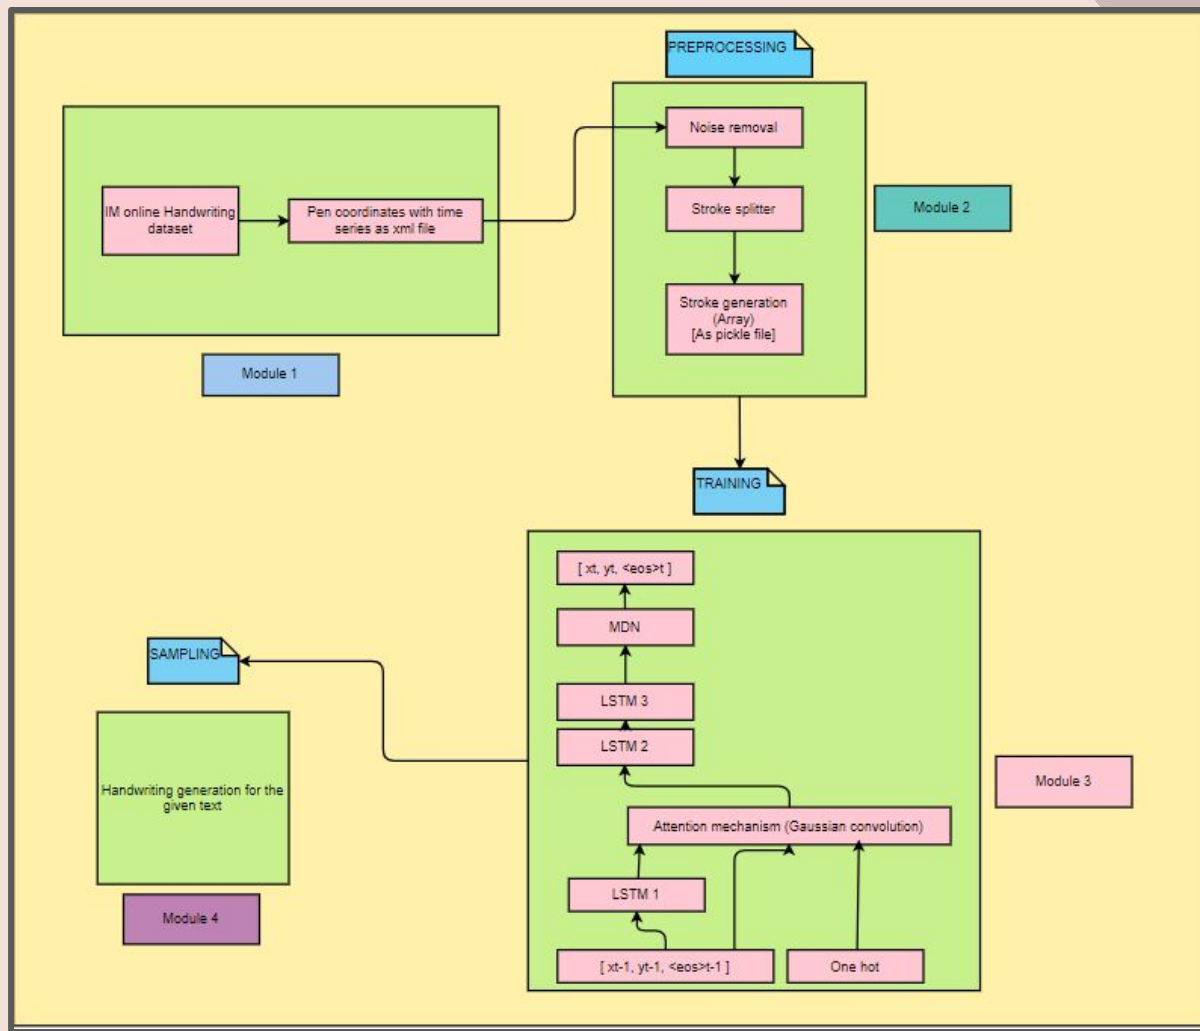 PREPROCESSING
Noise removal
IM online Handwriting
dataset
Pen coordinates with time
series as xml file
Stroke splitter
Module 2
Stroke generation
(Array)
[As pickle file]
Module 1
TRAINING
[ xt, yt, <eos>t ]
MDN
SAMPLING
LSTM 3
LSTM 2
Handwriting generation for the
given text
Module 3
Attention mechanism (Gaussian convolution)
LSTM 1
Module 4
[ xt-1, yt-1, <eos>t-1 ]
One hot